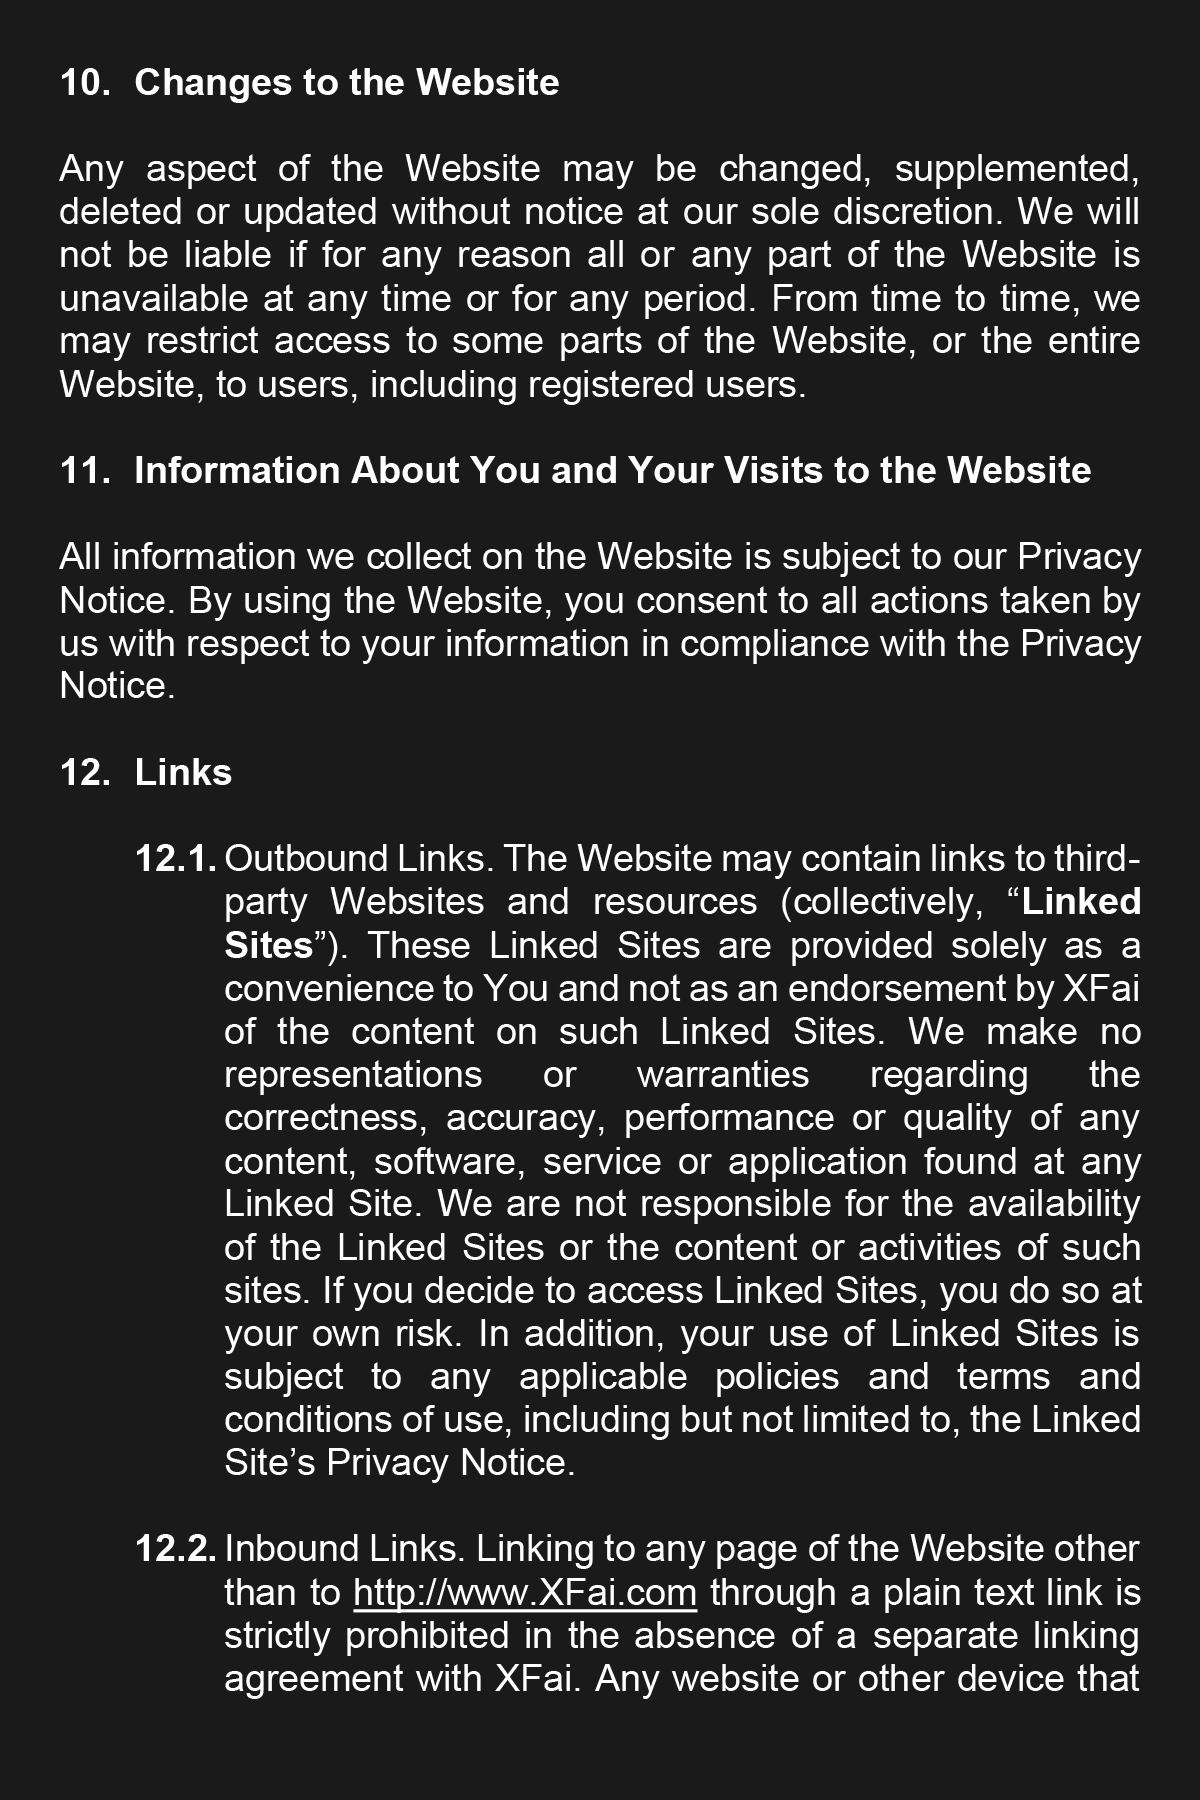 10. Changes to the Website
Any aspect of the Website may be changed, supplemented,
deleted or updated without notice at our sole discretion. We will
not be liable if for any reason all or any part of the Website is
unavailable at any time or for any period. From time to time, we
may restrict access to some parts of the Website, or the entire
Website, to users, including registered users.
11. Information About You and Your Visits to the Website
All information we collect on the Website is subject to our Privacy
Notice. By using the Website, you consent to all actions taken by
us with respect to your information in compliance with the Privacy
Notice.
12. Links
12.1. Outbound Links. The Website may contain links to third-
party Websites and resources (collectively, “Linked
Sites”). These Linked Sites are provided solely as a
convenience to You and not as an endorsement by XFai
of the content on such Linked Sites. We make no
representations or warranties regarding the
correctness, accuracy, performance or quality of any
content, software, service or application found at any
Linked Site. We are not responsible for the availability
of the Linked Sites or the content or activities of such
sites. If you decide to access Linked Sites, you do so at
your own risk. In addition, your use of Linked Sites is
subject to any applicable policies and terms and
conditions of use, including but not limited to, the Linked
Site’s Privacy Notice.
12.2. Inbound Links. Linking to any page of the Website other
than to http://www.XFai.com through a plain text link is
strictly prohibited in the absence of a separate linking
agreement with XFai. Any website or other device that